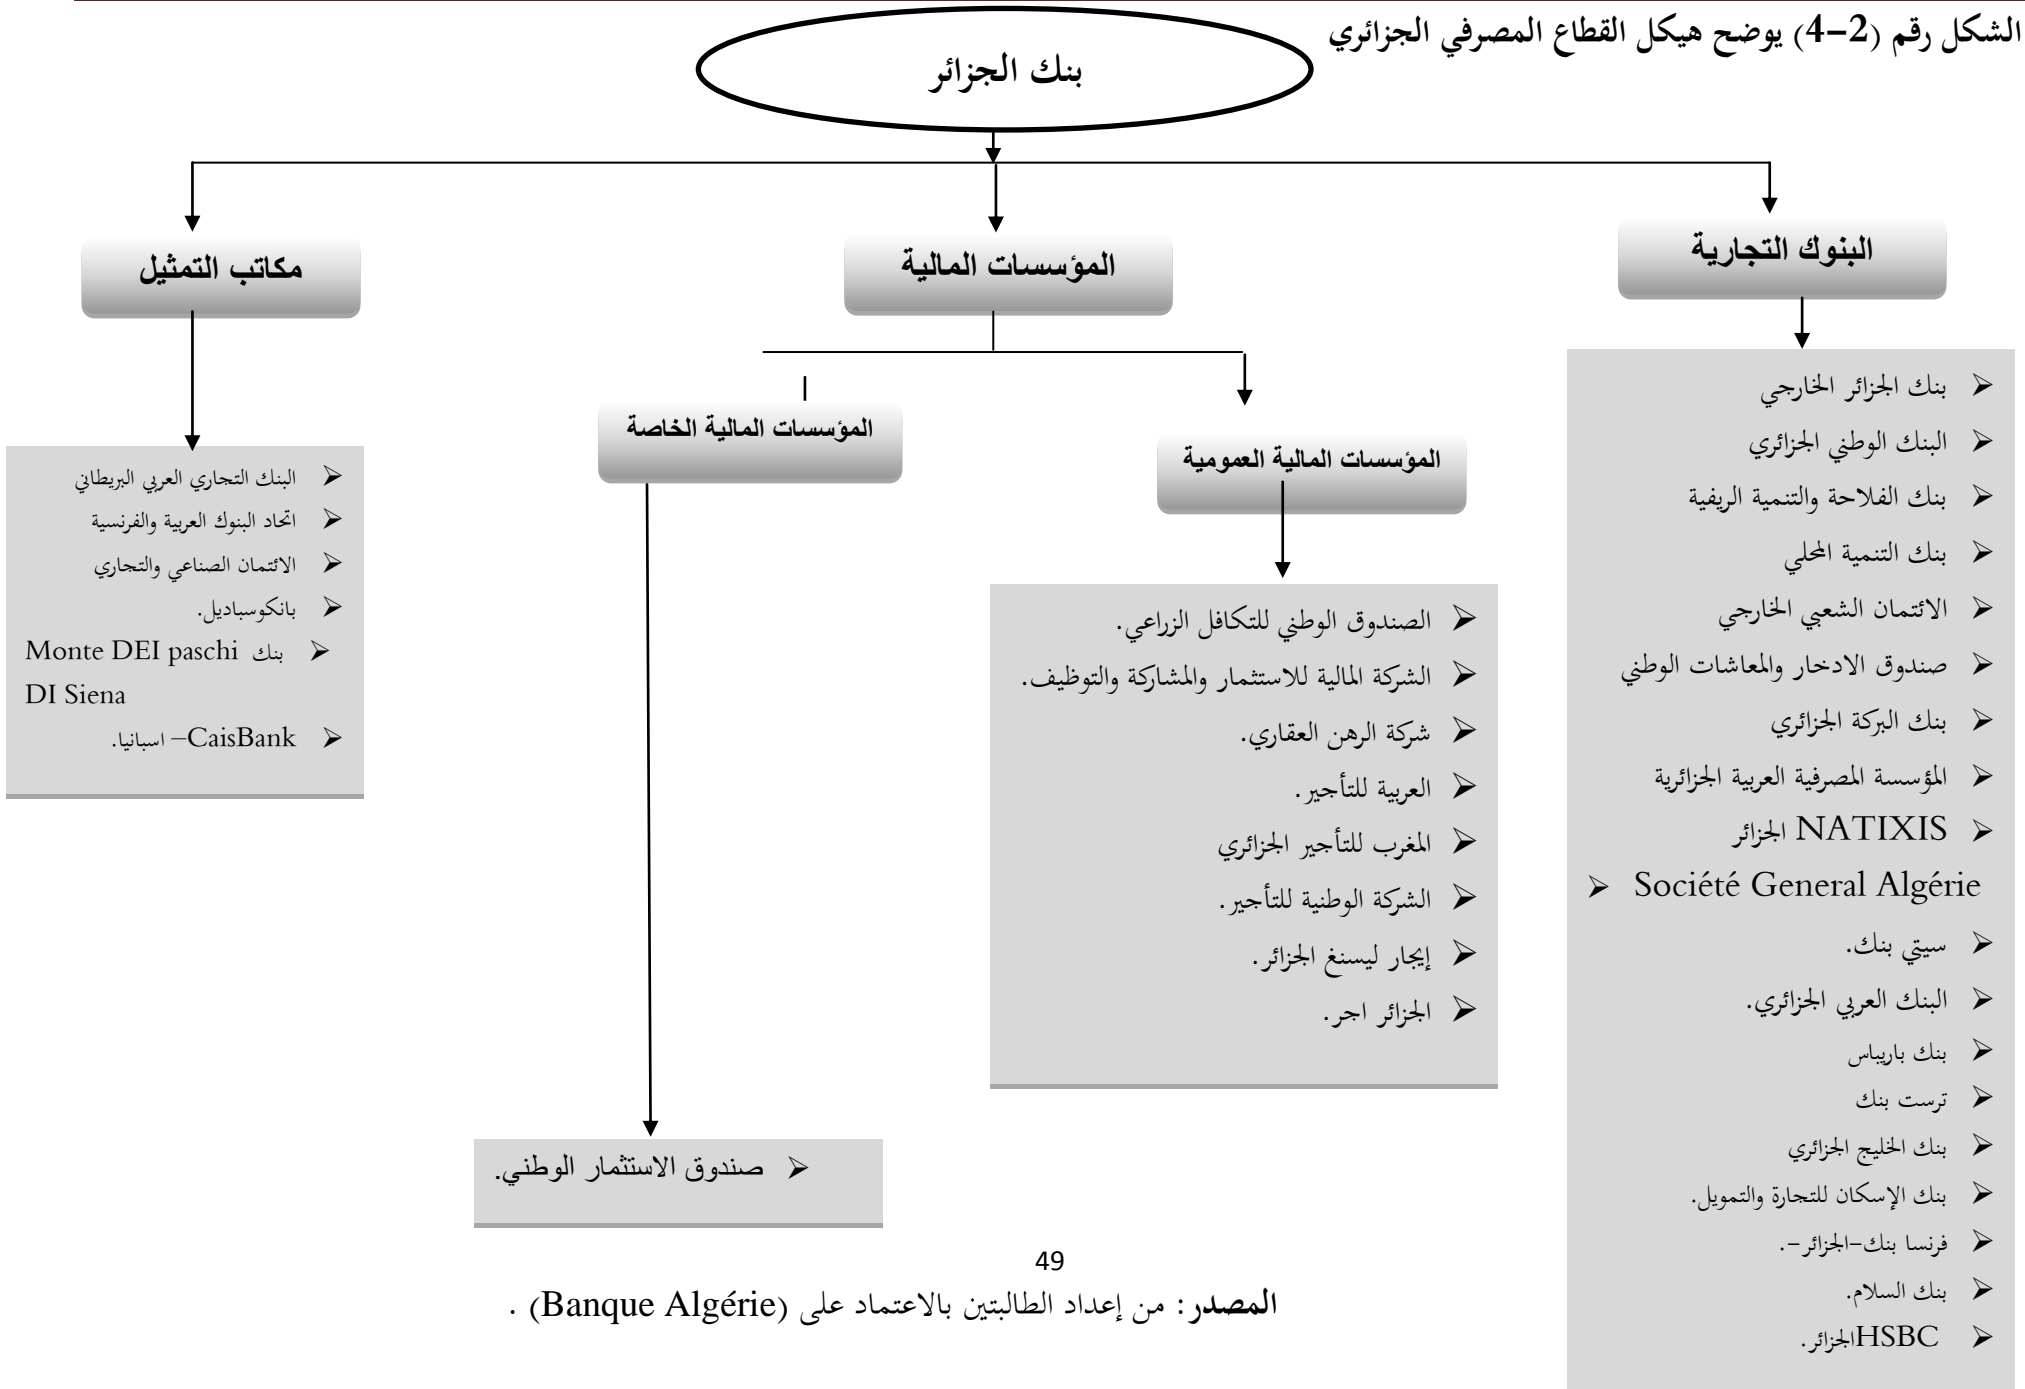 الشكل رقم (2–4) يوضح هيكل القطاع المصرفي الجزائري
بنك الجزائر
البنوك التجارية
بنك الجزائر الخارجي
البنك الوطني الجزائري
بنك الفلاحة والتنمية الريفية
بنك التنمية المحلي
الائتمان الشعبي الخارجي
صندوق الادخار والمعاشات الوطني
بنك البركة الجزائري
المؤسسة المصرفية العربية الجزائرية
NATIXIS الجزائر
Société General Algérie
سيتي بنك.
البنك العربي الجزائري.
بنك باريباس
ترست بنك
بنك الخليج الجزائري
بنك الإسكان للتجارة والتمويل.
فرنسا بنك–الجزائر–.
بنك السلام.
HSBCالجزائر.
المؤسسات المالية
المؤسسات المالية العمومية
الصندوق الوطني للتكافل الزراعي.
الشركة المالية للاستثمار والمشاركة والتوظيف.
شركة الرهن العقاري.
العربية للتأجير.
المغرب للتأجير الجزائري
الشركة الوطنية للتأجير.
إيجار ليسنغ الجزائر.
الجزائر اجر.
المؤسسات المالية الخاصة
صندوق الاستثمار الوطني.
مكاتب التمثيل
البنك التجاري العربي البريطاني
اتحاد البنوك العربية والفرنسية
الائتمان الصناعي والتجاري
بانكوسباديل.
بنك Monte DEI paschi
DI Siena
CaisBank– اسبانيا.
49
المصدر: من إعداد الطالبتين بالاعتماد على (Banque Algérie) .